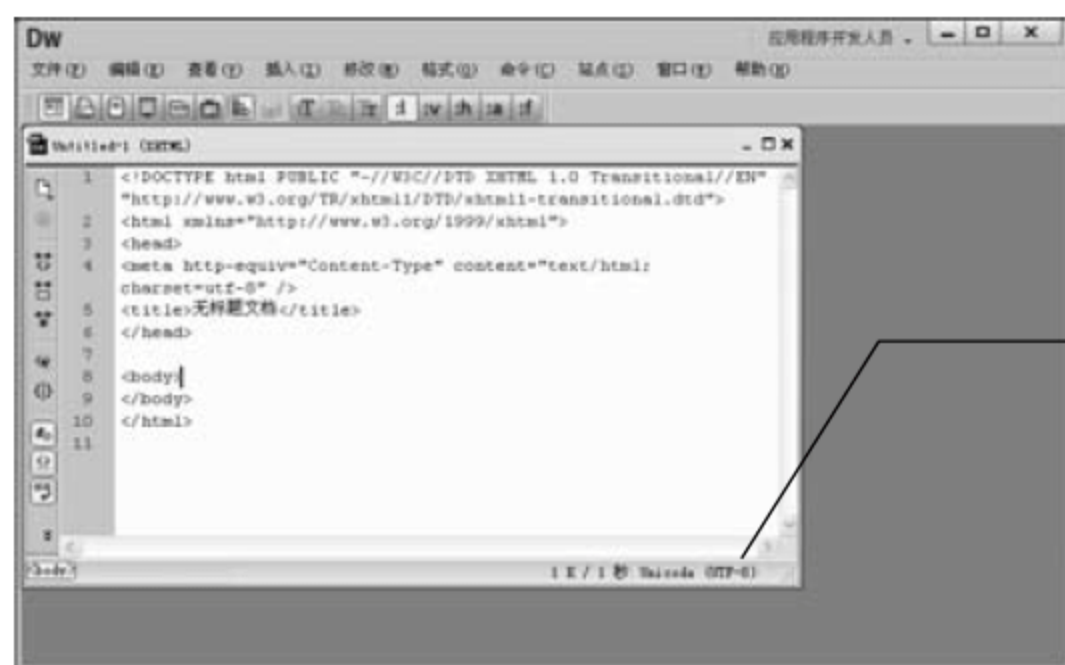 Dw
应用程序开发人员
文件(F) 编辑(E) 查看(V) 插入(I) 修改(M) 格式(O) 命令(C) 站点(S) 窗口(W) 帮助(H)
Untitled-1 (XHTML)
1 <!DOCTYPE html PUBLIC "-//W3C//DTD XHTML 1.0 Transitional//EN"
"http://www.w3.org/TR/xhtml1/DTD/xhtml1-transitional.dtd">
2 <html xmlns="http://www.w3.org/1999/xhtml">
3 <head>
4 <meta http-equiv="Content-Type" content="text/html;
charset=utf-8" />
5 <title>无标题文档</title>
6 </head>
7
8 <body>
9 </body>
10 </html>
11
<body>
1 K / 1 秒 Unicode (UTF-8)